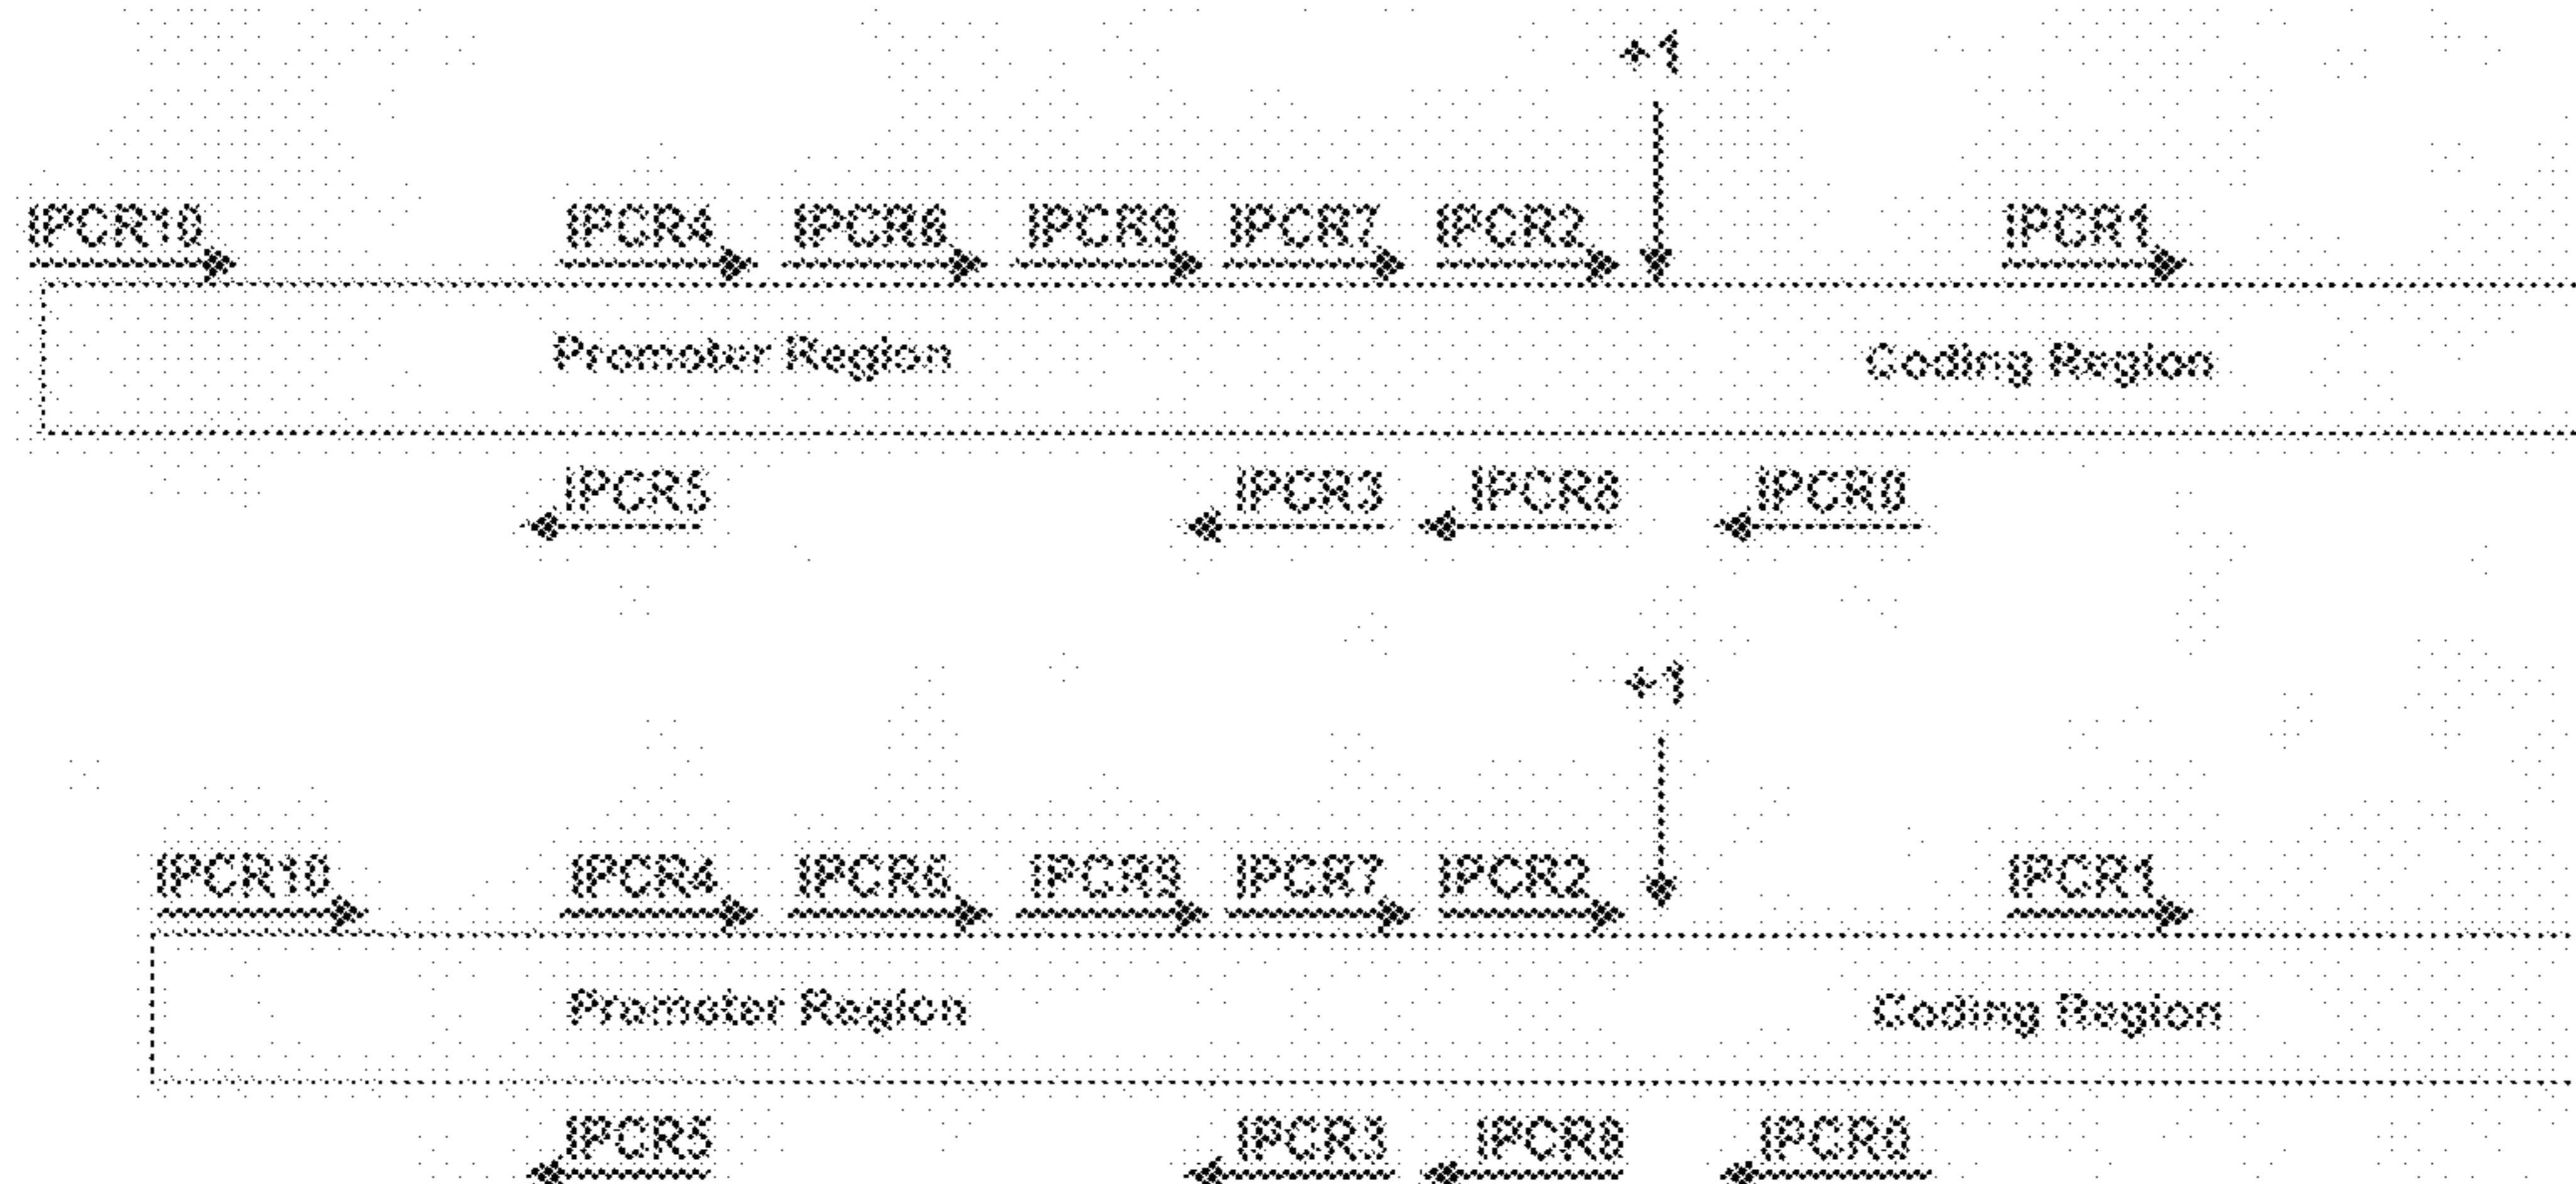 +1
IPCR10 IPCR4 IPCR6 IPCR9 IPCR7 IPCR2 IPCR1
Promoter Region Coding Region
IPCR5 IPCR3 IPCR8 IPCR0
+1
IPCR10 IPCR4 IPCR6 IPCR9 IPCR7 IPCR2 IPCR1
Promoter Region Coding Region
IPCR5 IPCR3 IPCR8 IPCR0